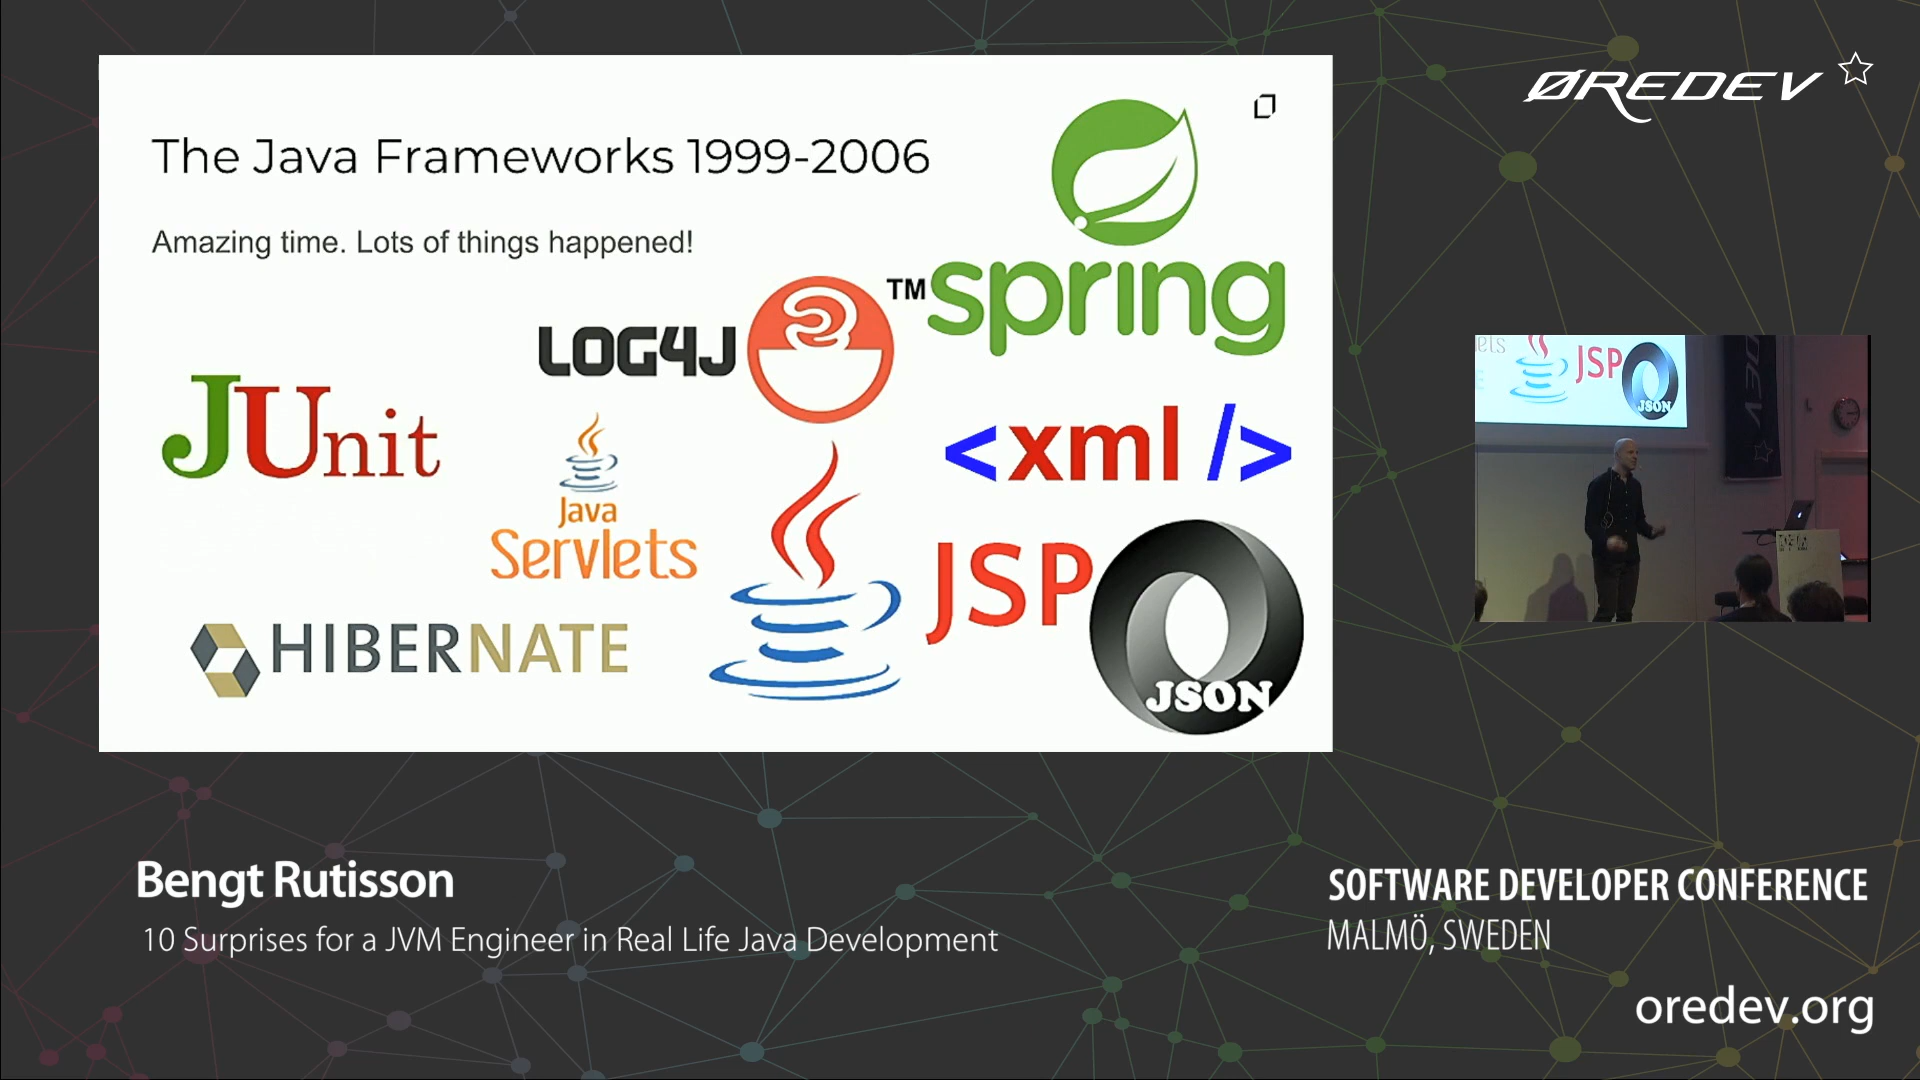 ØREDEV
The Java Frameworks 1999-2006
Amazing time. Lots of things happened!
spring
TM
LOG4J
JUnit
<xml />
Java
Servlets
JSP
JSON
HIBERNATE
JSP
JSON
Bengt Rutisson
10 Surprises for a JVM Engineer in Real Life Java Development
SOFTWARE DEVELOPER CONFERENCE
MALMÖ, SWEDEN
oredev.org